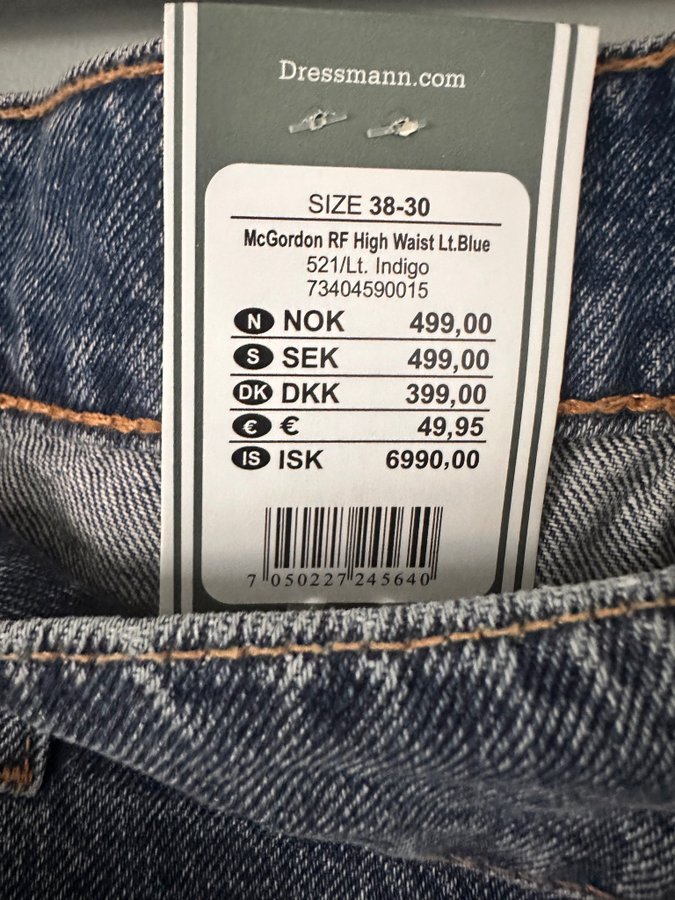 Dressmann.com
SIZE 38-30
McGordon RF High Waist Lt.Blue
521/Lt. Indigo
73404590015
N NOK 499,00
S SEK 499,00
DK DKK 399,00
€ € 49,95
IS ISK 6990,00
7 050227 245640